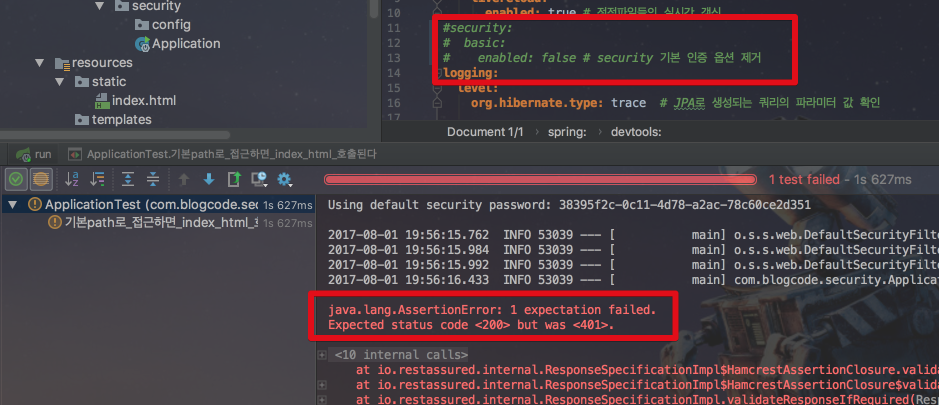 security
config
Application
resources
static
index.html
templates
10 enabled: true # 정적파일들의 실시간 갱신
11 #security:
12 # basic:
13 # enabled: false # security 기본 인증 옵션 제거
14 logging:
15 level:
16 org.hibernate.type: trace # JPA로 생성되는 쿼리의 파라미터 값 확인
17
Document 1/1 › spring: › devtools:
run ApplicationTest.기본path로_접근하면_index_html_호출된다
1 test failed - 1s 627ms
ApplicationTest (com.blogcode.sec 1s 627ms
기본path로_접근하면_index_html_호 1s 627ms
Using default security password: 38395f2c-0c11-4d78-a2ac-78c60ce2d351
2017-08-01 19:56:15.762 INFO 53039 --- [ main] o.s.s.web.DefaultSecurityFilte
2017-08-01 19:56:15.984 INFO 53039 --- [ main] o.s.s.web.DefaultSecurityFilte
2017-08-01 19:56:15.992 INFO 53039 --- [ main] o.s.s.web.DefaultSecurityFilte
2017-08-01 19:56:16.433 INFO 53039 --- [ main] com.blogcode.security.Applica
java.lang.AssertionError: 1 expectation failed.
Expected status code <200> but was <401>.
<10 internal calls>
at io.restassured.internal.ResponseSpecificationImpl$HamcrestAssertionClosure.valida
at io.restassured.internal.ResponseSpecificationImpl$HamcrestAssertionClosure$valida
at io.restassured.internal.ResponseSpecificationImpl.validateResponseIfRequired(Resp